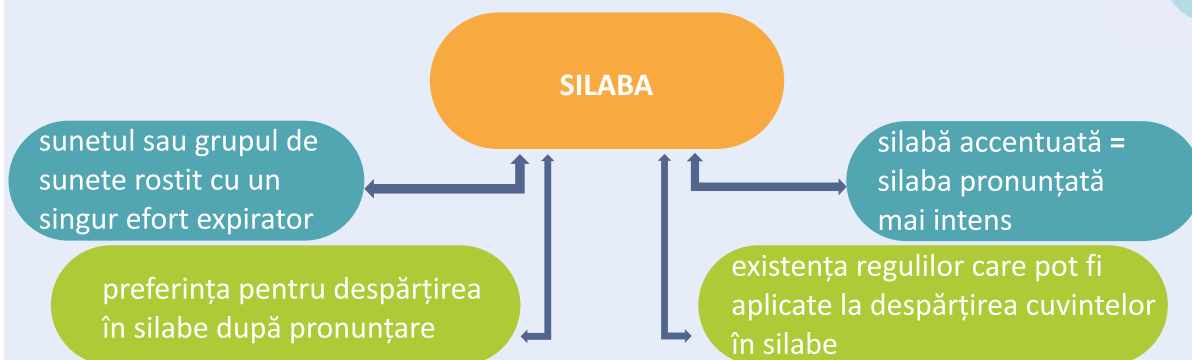 SILABA
sunetul sau grupul de
sunete rostit cu un
singur efort expirator
silabă accentuată =
silaba pronunțată
mai intens
preferința pentru despărțirea
în silabe după pronunțare
existența regulilor care pot fi
aplicate la despărțirea cuvintelor
în silabe